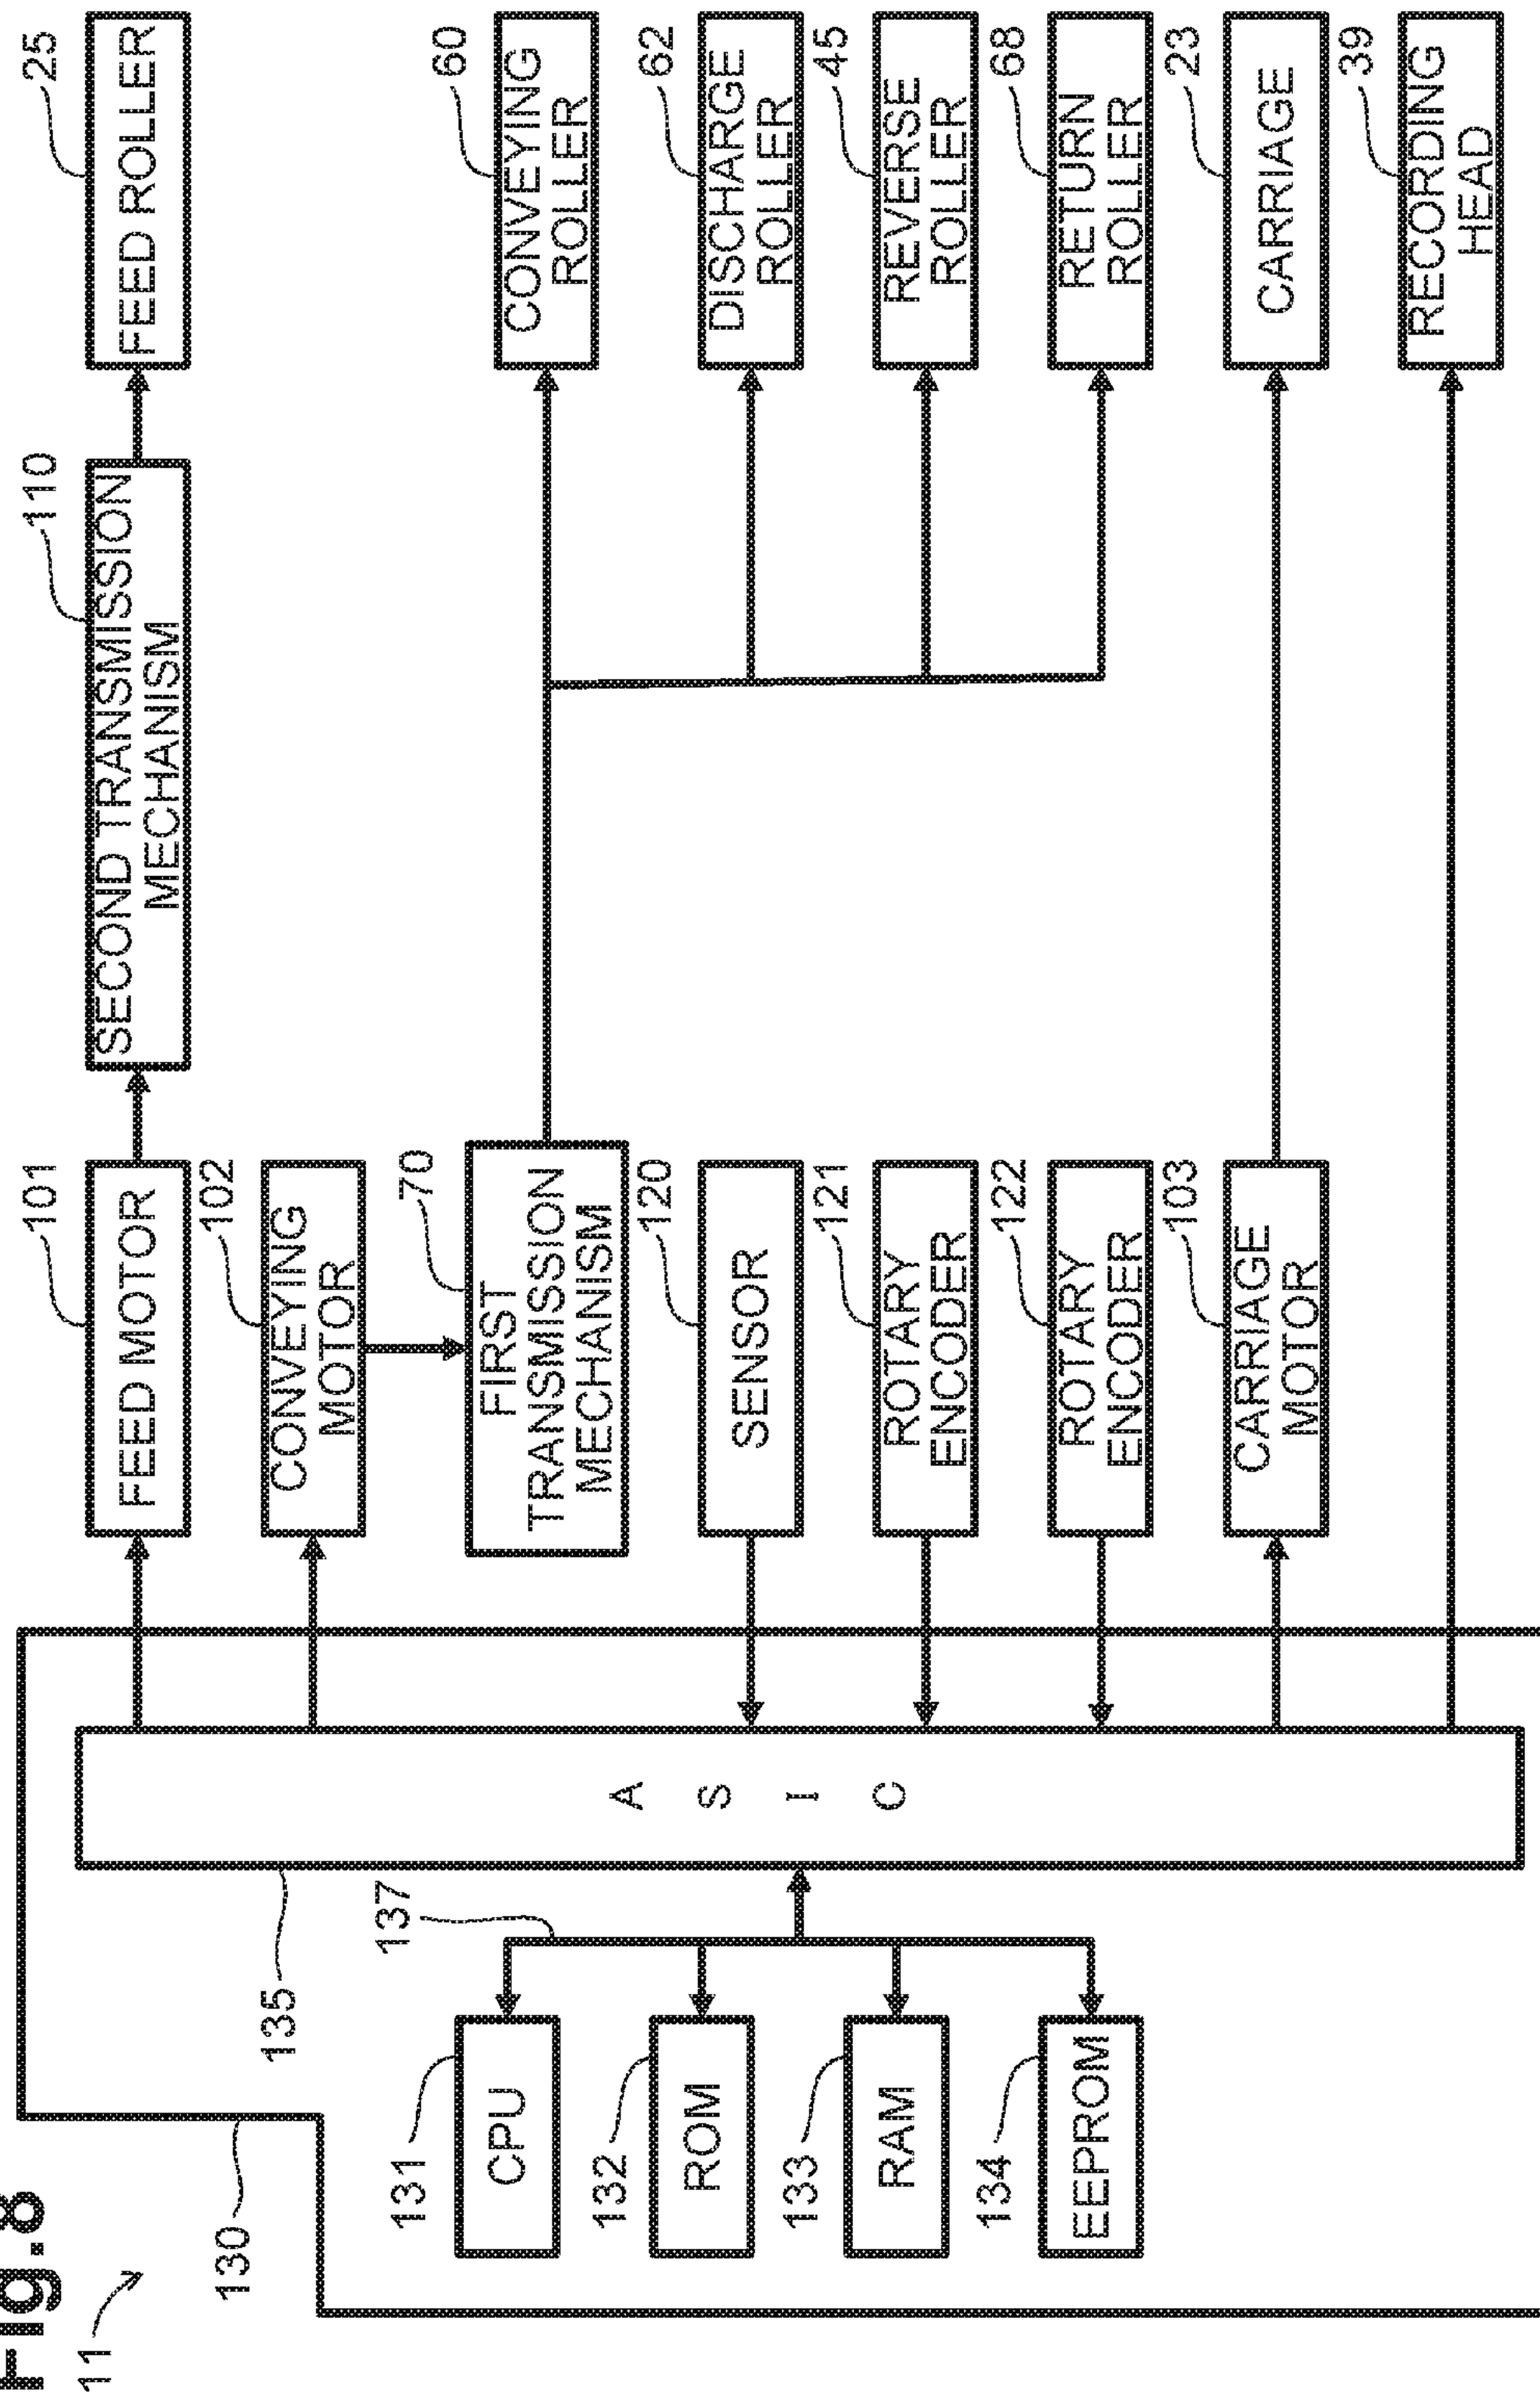 Fig.8
11
130
135
137
131
CPU
132
ROM
133
RAM
134
EEPROM
A S I C
101
FEED MOTOR
110
SECOND TRANSMISSION
MECHANISM
25
FEED ROLLER
102
CONVEYING
MOTOR
70
FIRST
TRANSMISSION
MECHANISM
60
CONVEYING
ROLLER
120
SENSOR
62
DISCHARGE
ROLLER
121
ROTARY
ENCODER
45
REVERSE
ROLLER
122
ROTARY
ENCODER
68
RETURN
ROLLER
103
CARRIAGE
MOTOR
23
CARRIAGE
39
RECORDING
HEAD